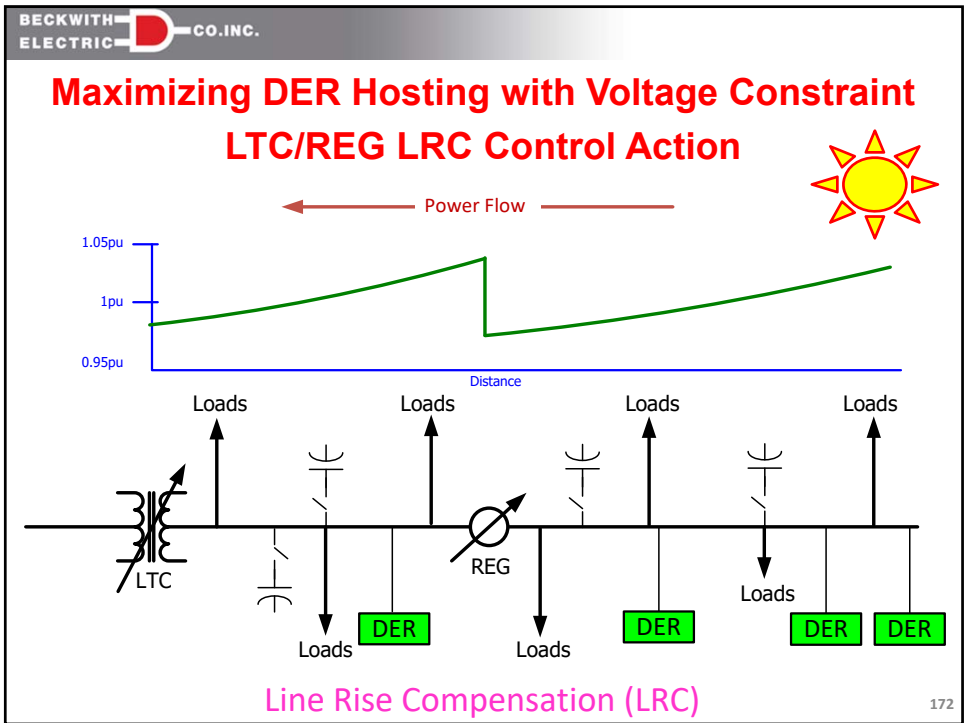 BECKWITH
ELECTRIC CO.INC.
Maximizing DER Hosting with Voltage Constraint
LTC/REG LRC Control Action
Power Flow
1.05pu
1pu
0.95pu
Distance
Loads Loads Loads Loads
LTC REG
Loads
DER DER DER DER
Loads Loads
Line Rise Compensation (LRC)
172